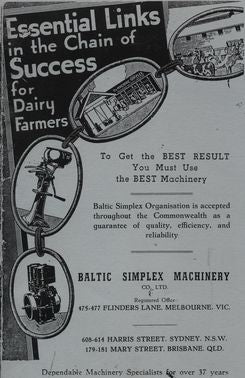 Essential Links
in the Chain of
Success
for
Dairy
Farmers
To Get the BEST RESULT
You Must Use
the BEST Machinery
Baltic Simplex Organisation is accepted
throughout the Commonwealth as a
guarantee of quality, efficiency, and
reliability
BALTIC SIMPLEX MACHINERY
CO. LTD.
Registered Office:
475-477 FLINDERS LANE, MELBOURNE. VIC.
608-614 HARRIS STREET, SYDNEY. N.S.W.
179-181 MARY STREET, BRISBANE. QLD.
Dependable Machinery Specialists for over 37 years